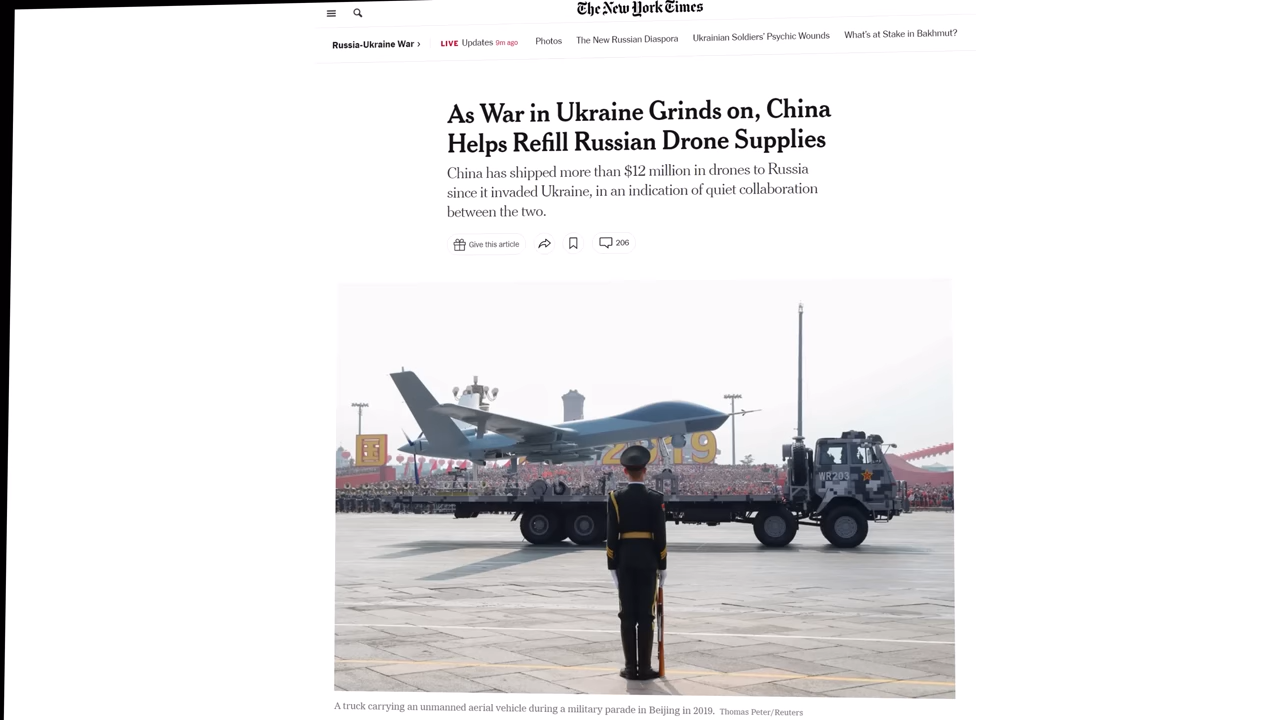 The New York Times
Russia-Ukraine War ›
LIVE Updates 9m ago
Photos
The New Russian Diaspora
Ukrainian Soldiers' Psychic Wounds
What's at Stake in Bakhmut?
As War in Ukraine Grinds on, China
Helps Refill Russian Drone Supplies
China has shipped more than $12 million in drones to Russia
since it invaded Ukraine, in an indication of quiet collaboration
between the two.
Give this article
206
国
2019
WR203
A truck carrying an unmanned aerial vehicle during a military parade in Beijing in 2019. Thomas Peter/Reuters